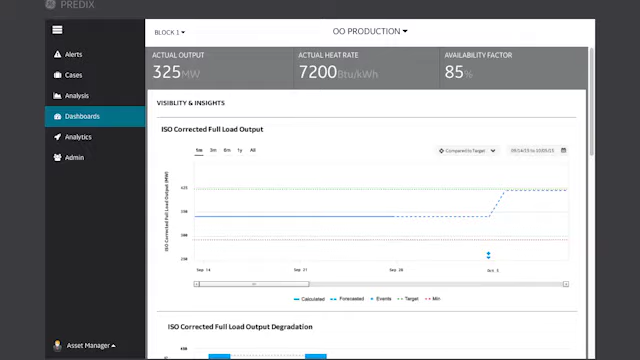 PREDIX
BLOCK 1
OO PRODUCTION
Alerts
Cases
Analysis
Dashboards
Analytics
Admin
ACTUAL OUTPUT
325MW
ACTUAL HEAT RATE
7200Btu/kWh
AVAILABILITY FACTOR
85%
VISIBLITY & INSIGHTS
ISO Corrected Full Load Output
1m 3m 6m 1y All
Compared to Target
ISO Corrected Full Load Output (MW)
Sep 14
Sep 21
Sep 28
Oct 5
Calculated
Forecasted
Events
Target
Min
ISO Corrected Full Load Output Degradation
Asset Manager